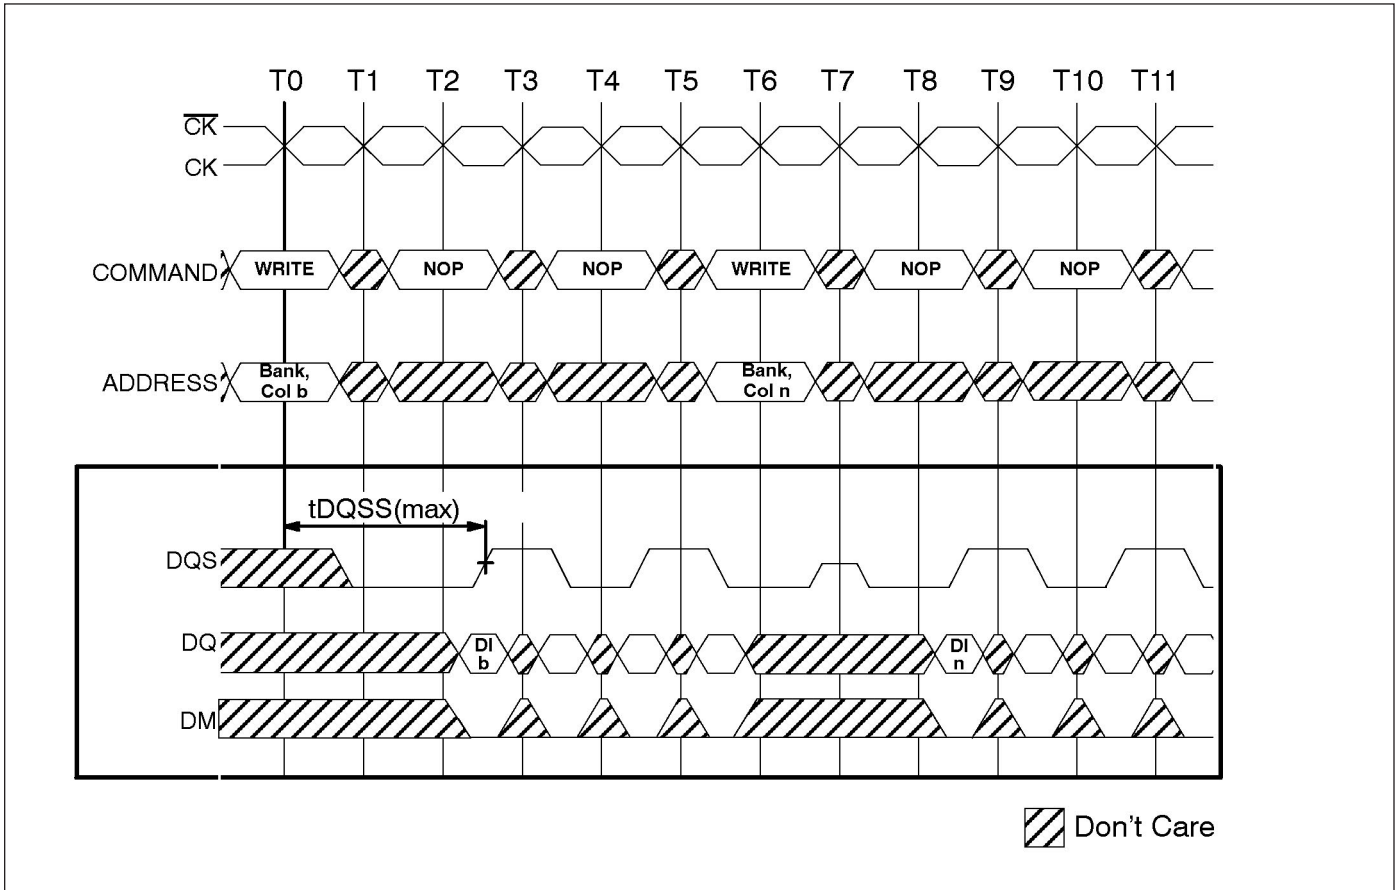 T0 T1 T2 T3 T4 T5 T6 T7 T8 T9 T10 T11
C̅K̅
CK
COMMAND WRITE NOP NOP WRITE NOP NOP
ADDRESS Bank, Col b Bank, Col n
tDQSS(max)
DQS
DQ DI b DI n
DM
Don't Care